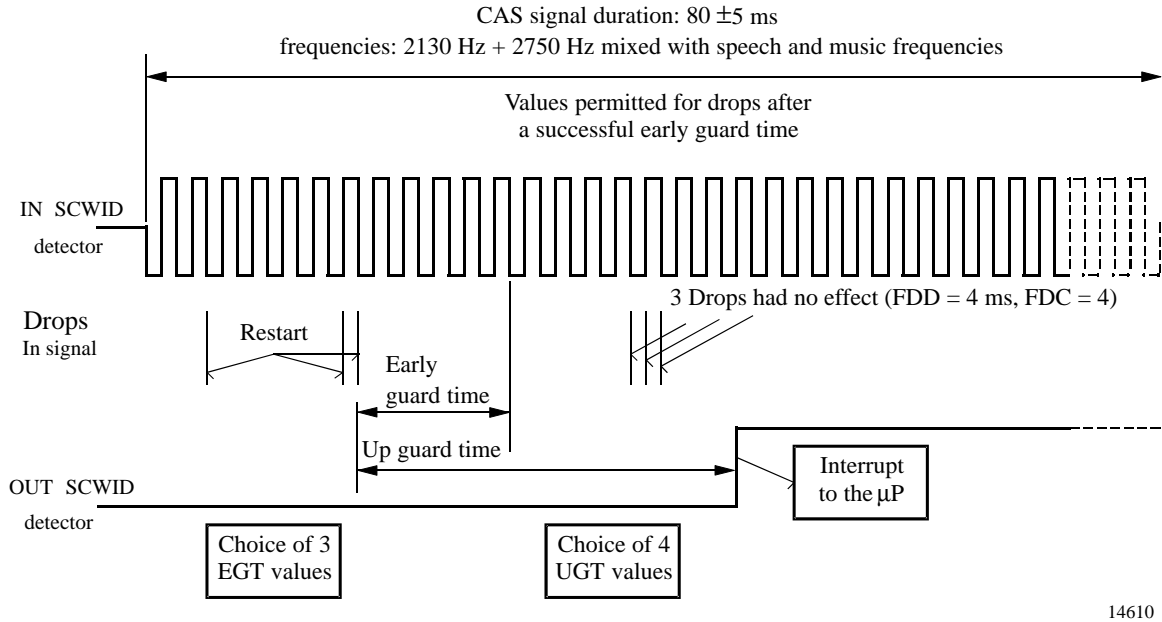 CAS signal duration: 80 ±5 ms
frequencies: 2130 Hz + 2750 Hz mixed with speech and music frequencies
Values permitted for drops after
a successful early guard time
IN SCWID
detector
3 Drops had no effect (FDD = 4 ms, FDC = 4)
Drops
In signal
Restart
Early
guard time
Up guard time
Interrupt
to the µP
OUT SCWID
detector
Choice of 3
EGT values
Choice of 4
UGT values
14610